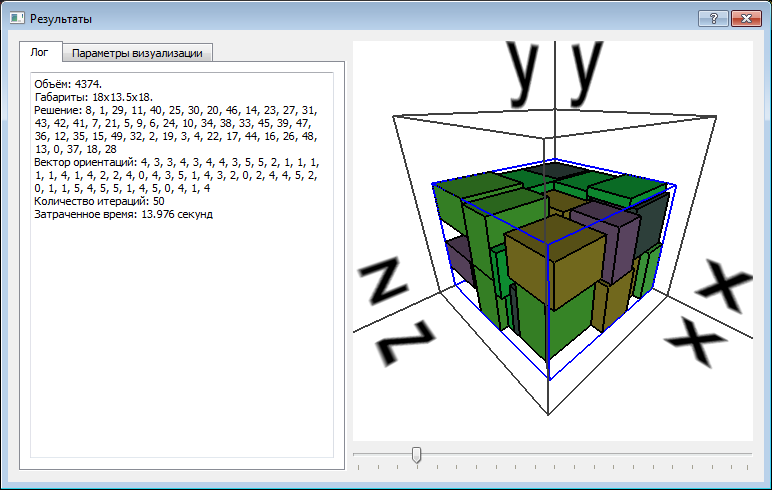 Результаты
Лог
Параметры визуализации
Объём: 4374.
Габариты: 18x13.5x18.
Решение: 8, 1, 29, 11, 40, 25, 30, 20, 46, 14, 23, 27, 31,
43, 42, 41, 7, 21, 5, 9, 6, 24, 10, 34, 38, 33, 45, 39, 47,
36, 12, 35, 15, 49, 32, 2, 19, 3, 4, 22, 17, 44, 16, 26, 48,
13, 0, 37, 18, 28
Вектор ориентаций: 4, 3, 3, 4, 3, 4, 4, 3, 5, 5, 2, 1, 1, 1,
1, 1, 4, 1, 4, 2, 2, 4, 0, 4, 3, 5, 1, 4, 3, 2, 0, 2, 4, 4, 5, 2,
0, 1, 1, 5, 4, 5, 5, 1, 4, 5, 0, 4, 1, 4
Количество итераций: 50
Затраченное время: 13.976 секунд
y y
z
z
x
x